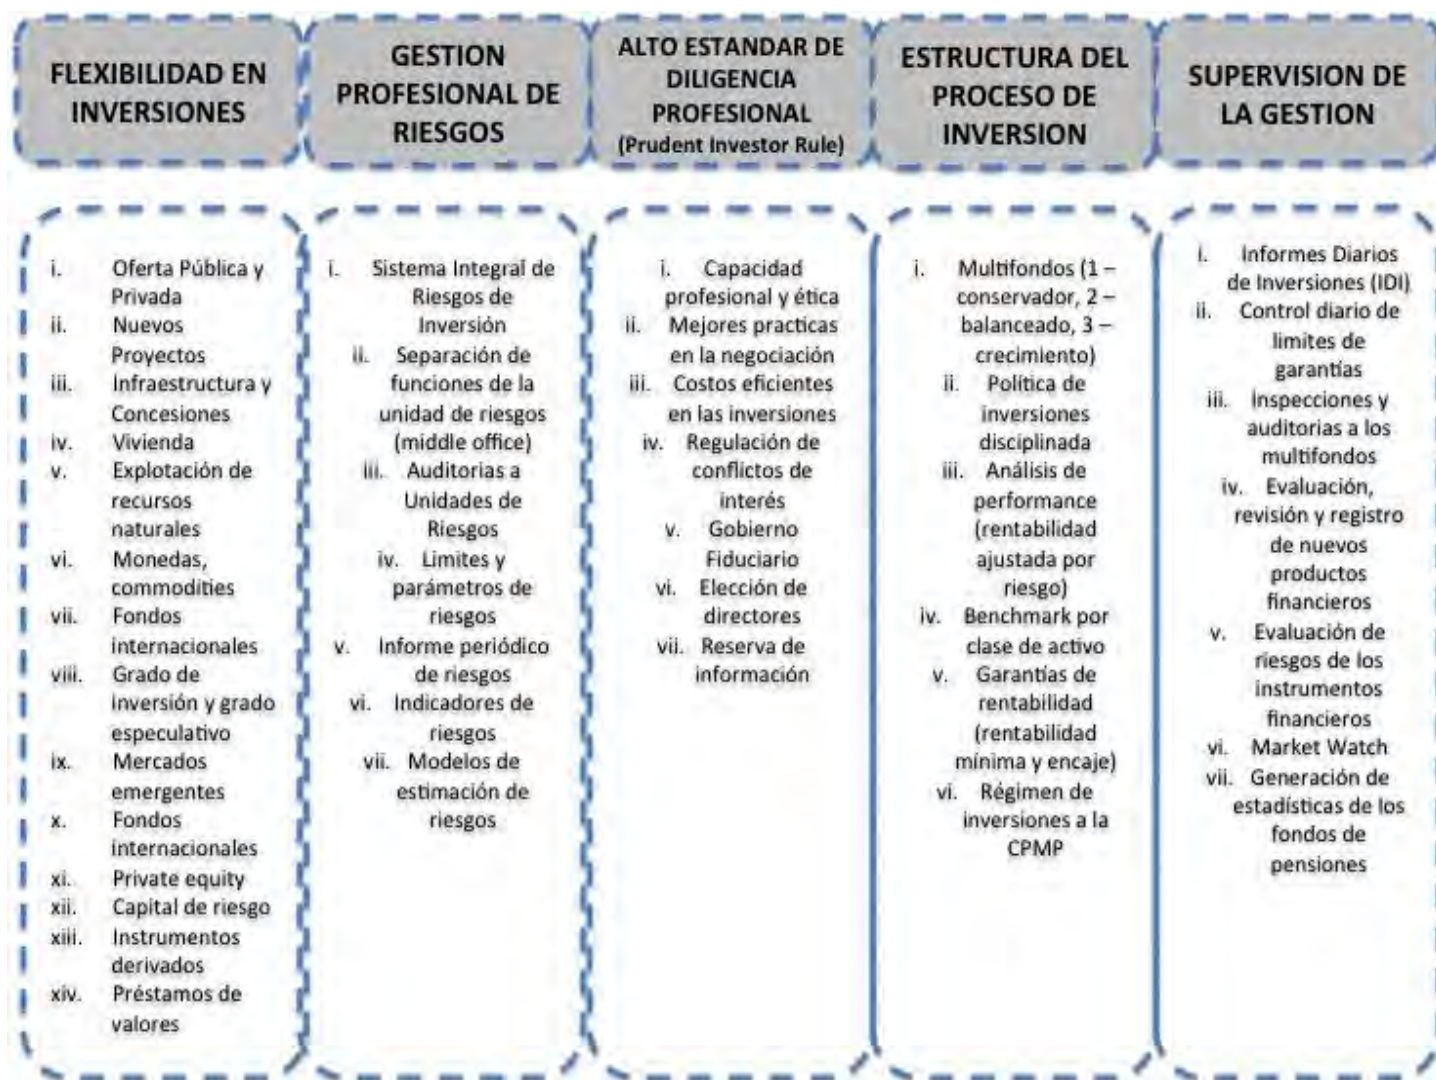 FLEXIBILIDAD EN
INVERSIONES
i. Oferta Pública y
Privada
ii. Nuevos
Proyectos
iii. Infraestructura y
Concesiones
iv. Vivienda
v. Explotación de
recursos
naturales
vi. Monedas,
commodities
vii. Fondos
internacionales
viii. Grado de
inversión y grado
especulativo
ix. Mercados
emergentes
x. Fondos
internacionales
xi. Private equity
xii. Capital de riesgo
xiii. Instrumentos
derivados
xiv. Préstamos de
valores
GESTION
PROFESIONAL DE
RIESGOS
i. Sistema Integral de
Riesgos de
Inversión
ii. Separación de
funciones de la
unidad de riesgos
(middle office)
iii. Auditorias a
Unidades de
Riesgos
iv. Limites y
parámetros de
riesgos
v. Informe periódico
de riesgos
vi. Indicadores de
riesgos
vii. Modelos de
estimación de
riesgos
ALTO ESTANDAR DE
DILIGENCIA
PROFESIONAL
(Prudent Investor Rule)
i. Capacidad
profesional y ética
ii. Mejores practicas
en la negociación
iii. Costos eficientes
en las inversiones
iv. Regulación de
conflictos de
interés
v. Gobierno
Fiduciario
vi. Elección de
directores
vii. Reserva de
información
ESTRUCTURA DEL
PROCESO DE
INVERSION
i. Multifondos (1 –
conservador, 2 –
balanceado, 3 –
crecimiento)
ii. Política de
inversiones
disciplinada
iii. Análisis de
performance
(rentabilidad
ajustada por
riesgo)
iv. Benchmark por
clase de activo
v. Garantías de
rentabilidad
(rentabilidad
mínima y encaje)
vi. Régimen de
inversiones a la
CPMP
SUPERVISION DE
LA GESTION
i. Informes Diarios
de Inversiones (IDI)
ii. Control diario de
limites de
garantías
iii. Inspecciones y
auditorias a los
multifondos
iv. Evaluación,
revisión y registro
de nuevos
productos
financieros
v. Evaluación de
riesgos de los
instrumentos
financieros
vi. Market Watch
vii. Generación de
estadísticas de los
fondos de
pensiones